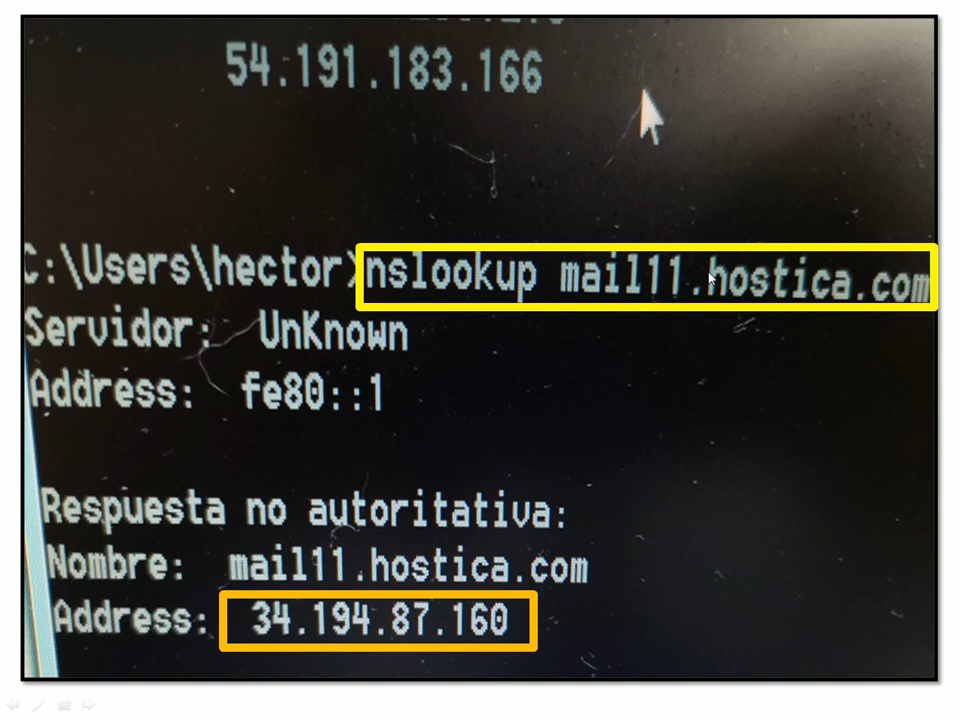 54.191.183.166
C:\Users\hector>nslookup mail11.hostica.com
Servidor: UnKnown
Address: fe80::1
Respuesta no autoritativa:
Nombre: mail11.hostica.com
Address: 34.194.87.160